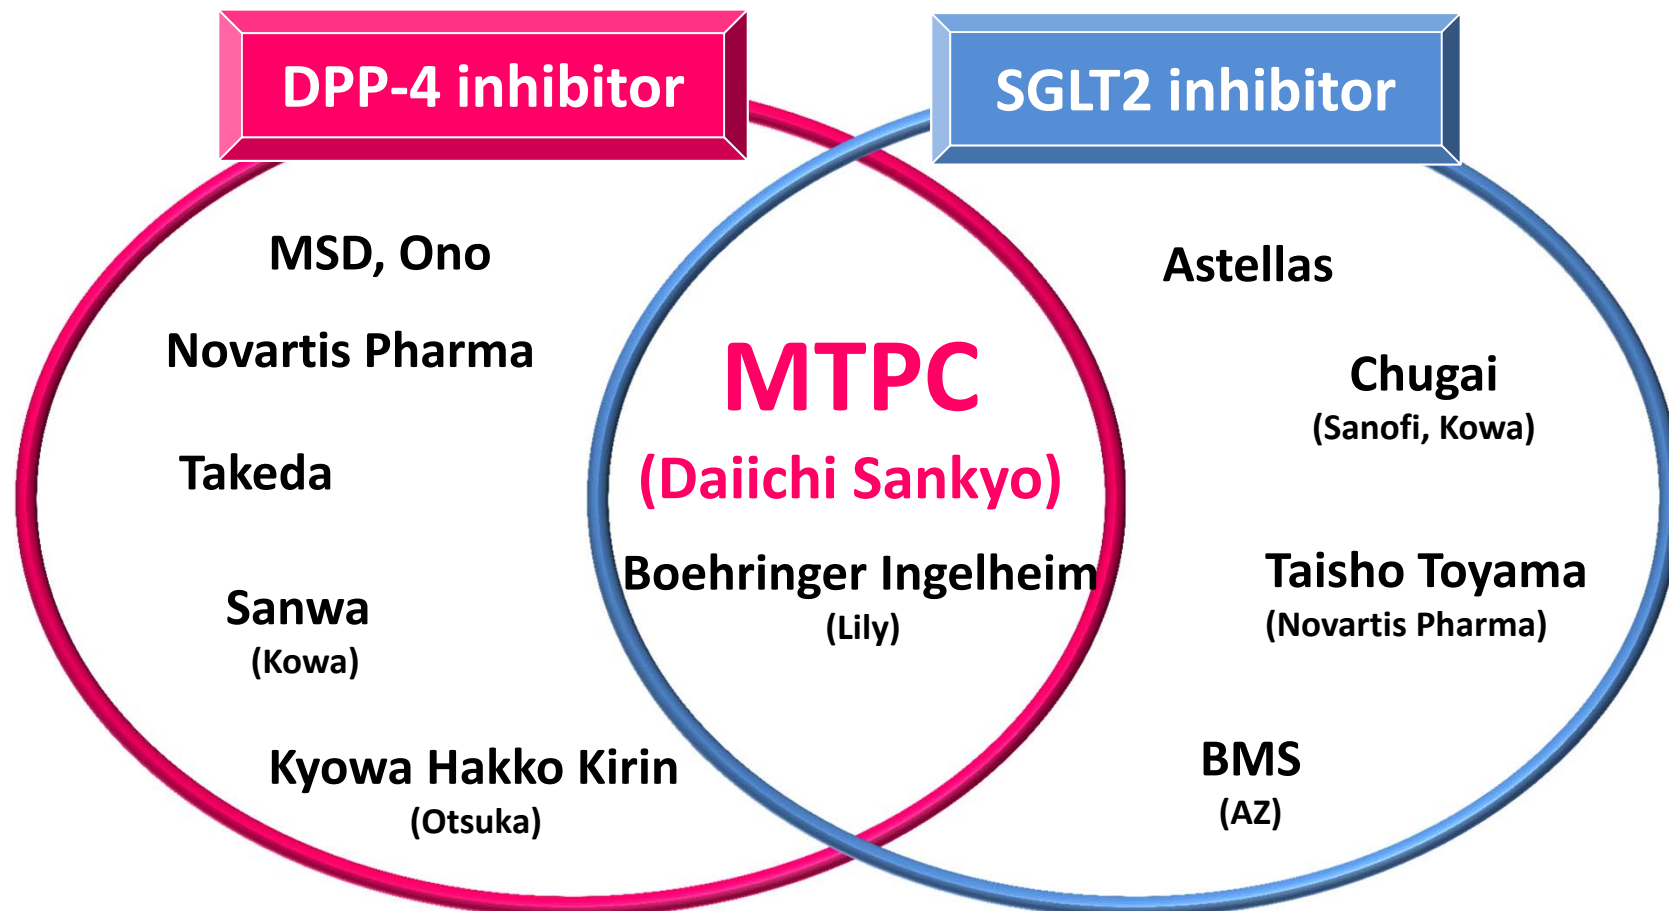 DPP-4 inhibitor
SGLT2 inhibitor
MSD, Ono
Novartis Pharma
Takeda
Sanwa
(Kowa)
Kyowa Hakko Kirin
(Otsuka)
MTPC
(Daiichi Sankyo)
Boehringer Ingelheim
(Lily)
Astellas
Chugai
(Sanofi, Kowa)
Taisho Toyama
(Novartis Pharma)
BMS
(AZ)